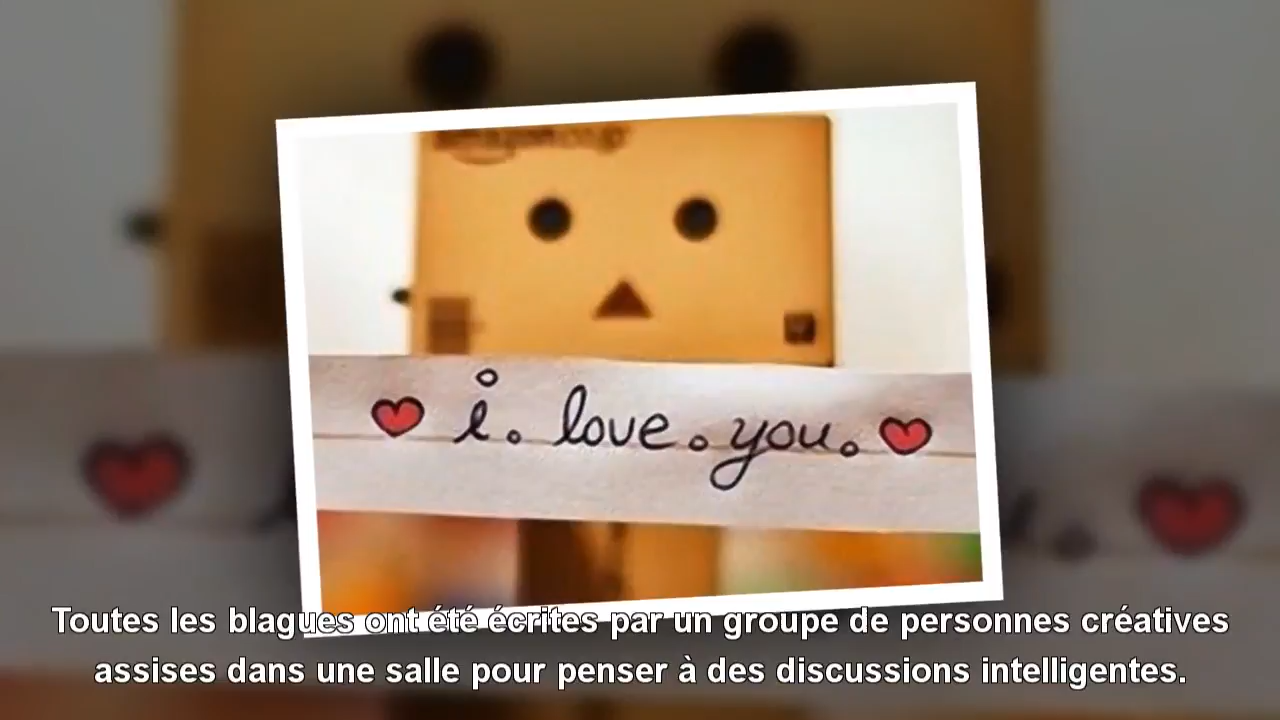 i. love. you.
Toutes les blagues ont été écrites par un groupe de personnes créatives
assises dans une salle pour penser à des discussions intelligentes.